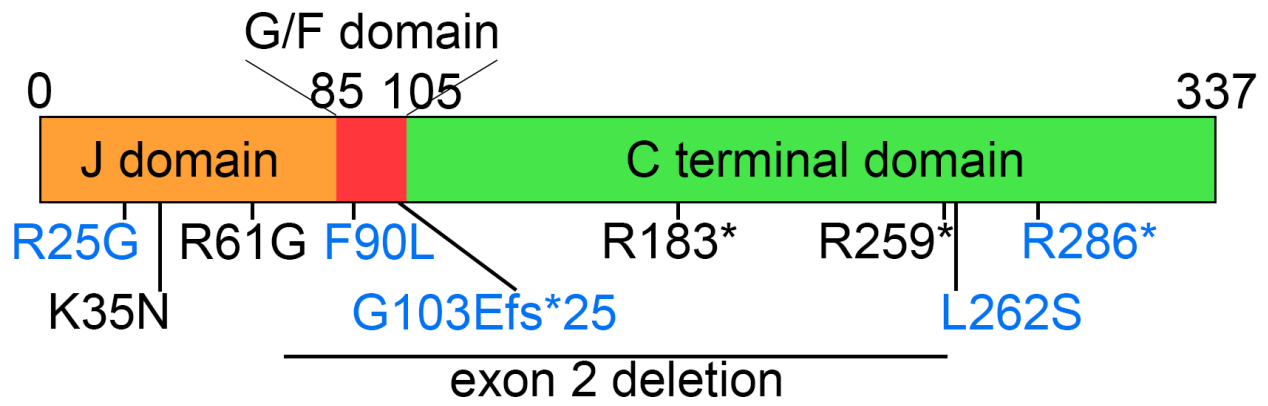 G/F domain
0 85 105 337
J domain C terminal domain
R25G R61G F90L R183* R259* R286*
K35N G103Efs*25 L262S
exon 2 deletion